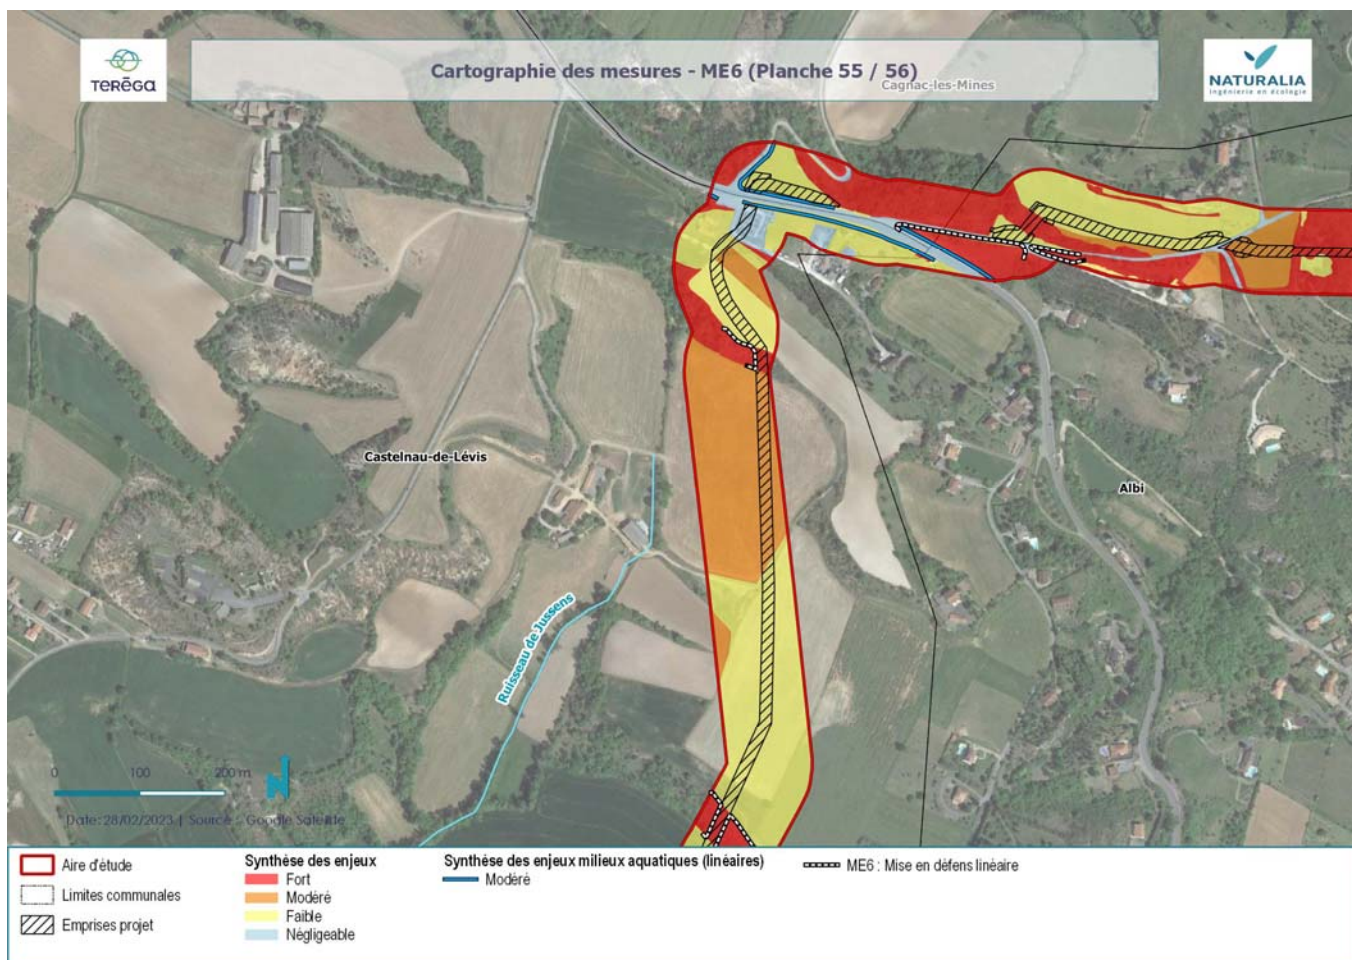 TERĒGA
Cartographie des mesures - ME6 (Planche 55 / 56)
Cagnac-les-Mines
NATURALIA
Ingénierie en écologie
Castelnau-de-Lévis
Albi
Ruisseau de Jussens
0 100 200 m
Date: 28/02/2023 | Source : Google Satellite
Aire d'étude
Limites communales
Emprises projet
Synthèse des enjeux
Fort
Modéré
Faible
Négligeable
Synthèse des enjeux milieux aquatiques (linéaires)
Modéré
ME6 : Mise en défens linéaire